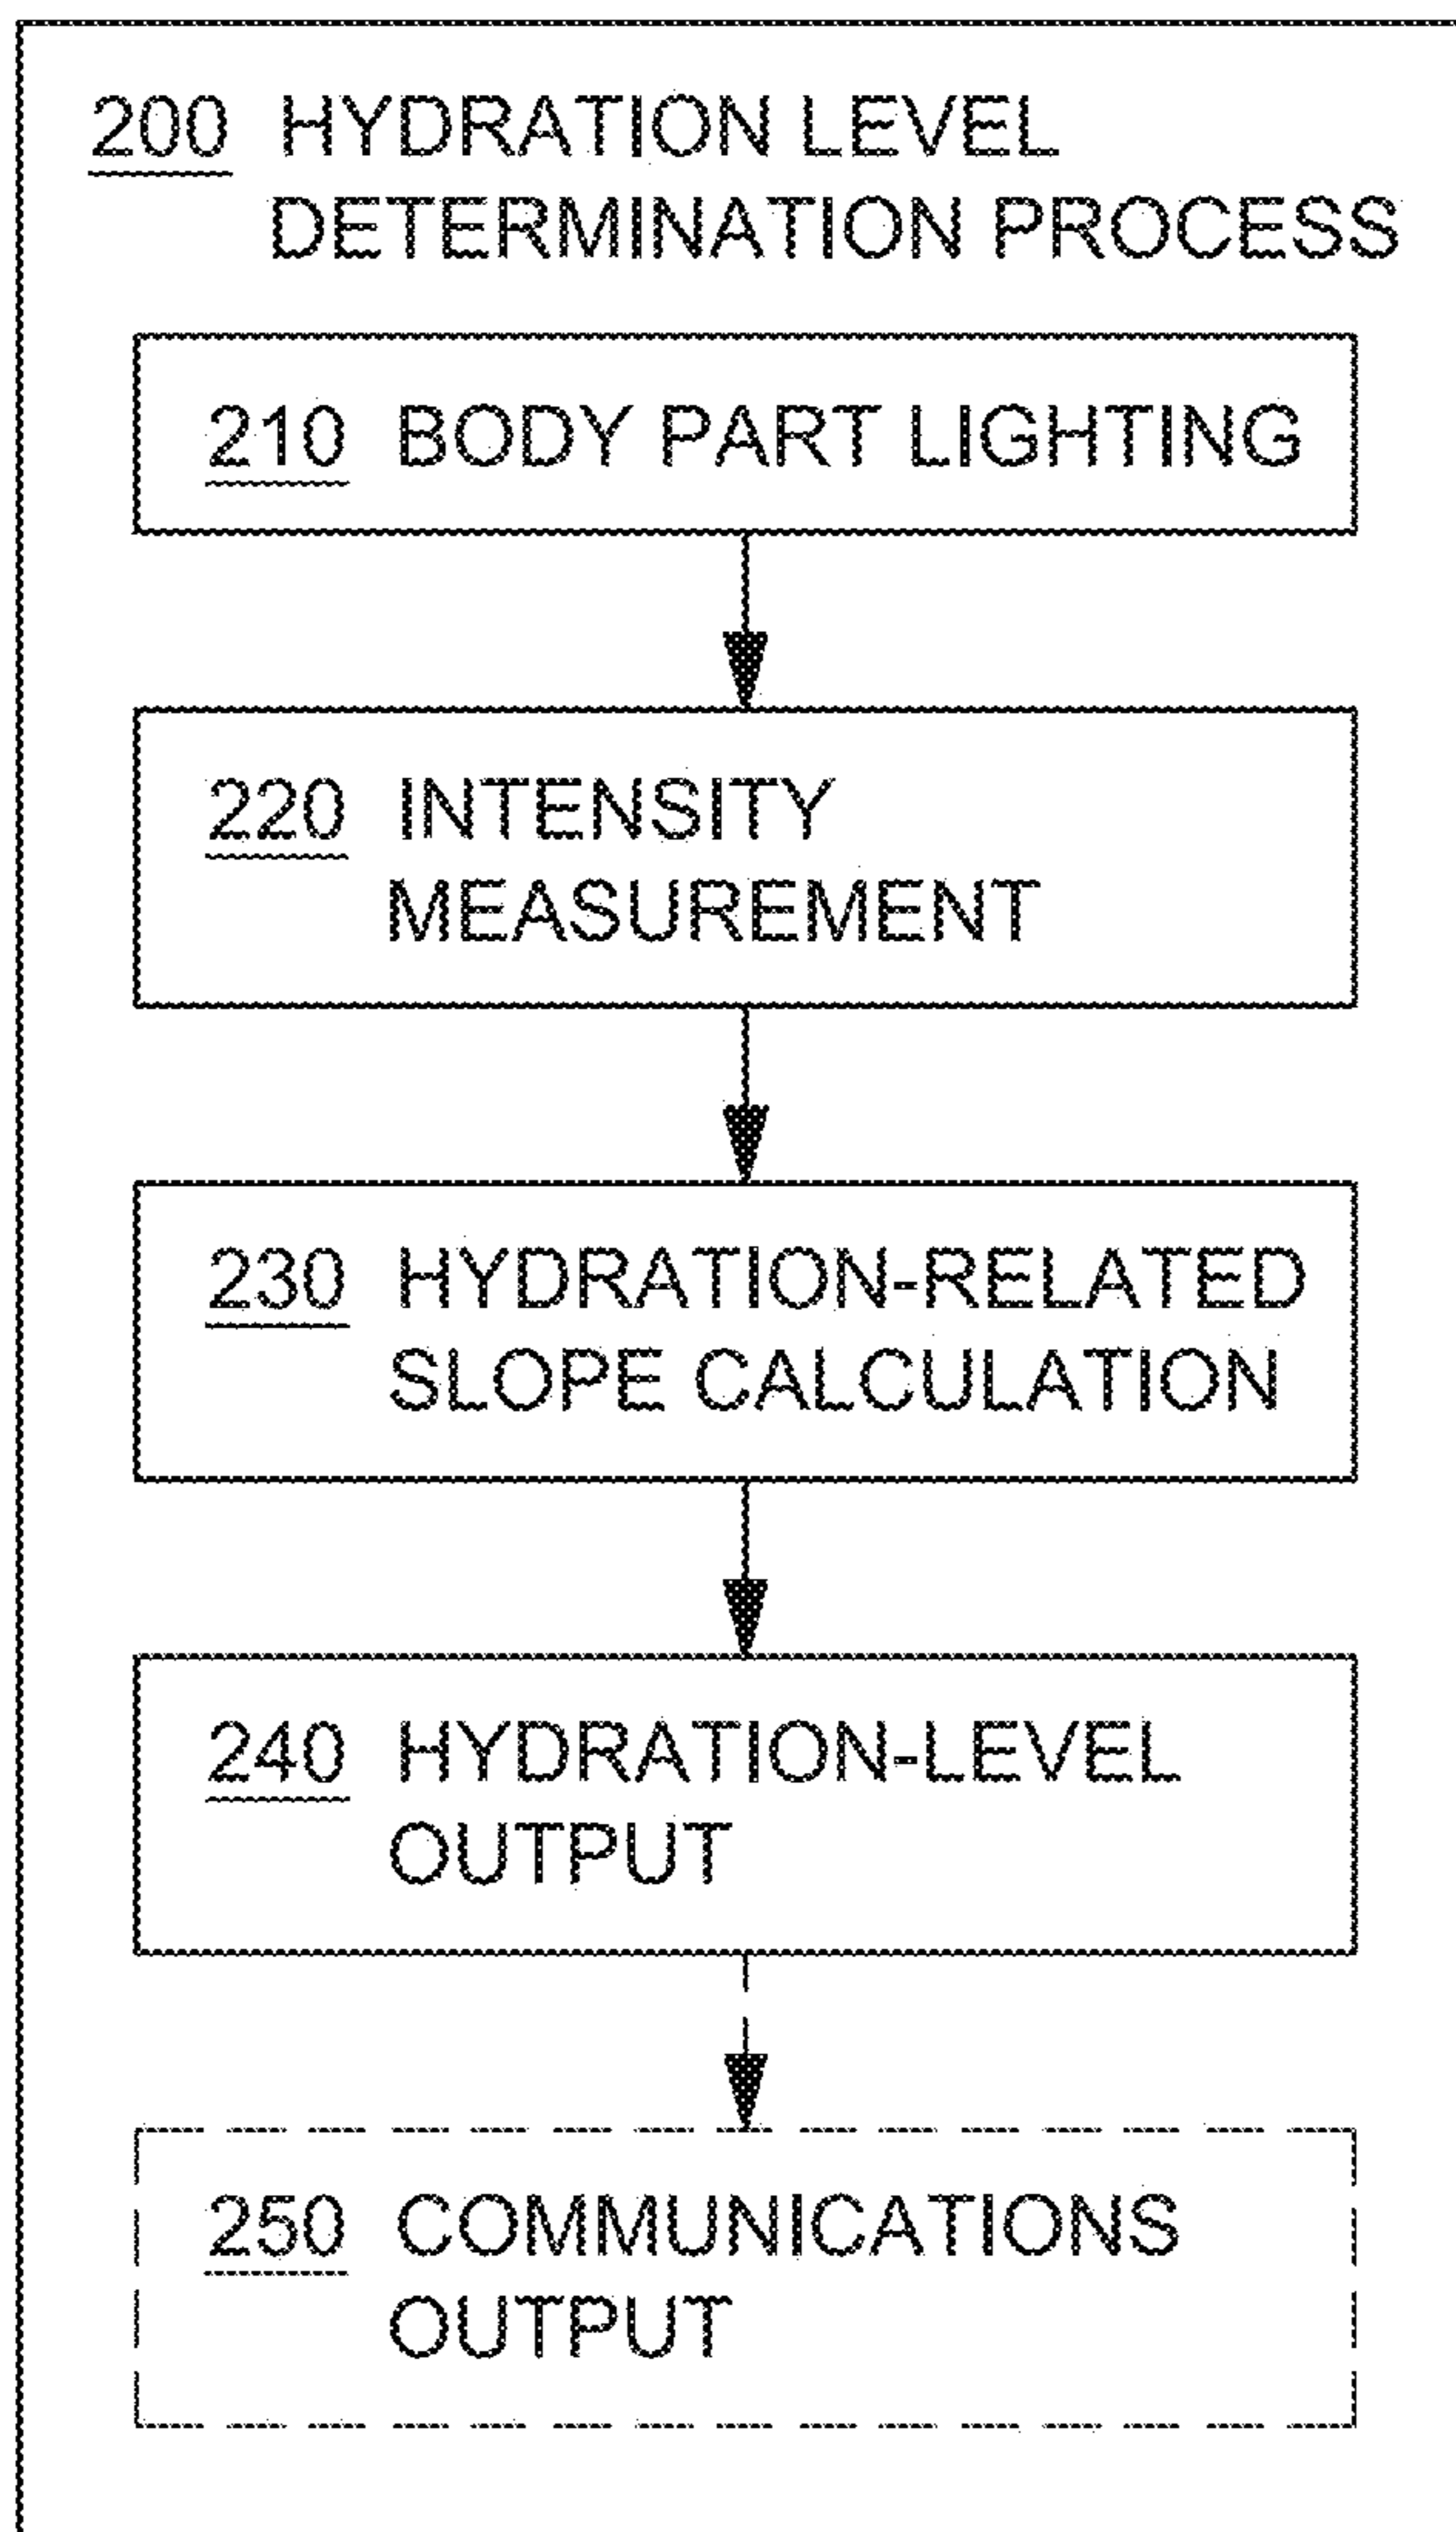 200 HYDRATION LEVEL
DETERMINATION PROCESS
210 BODY PART LIGHTING
220 INTENSITY
MEASUREMENT
230 HYDRATION-RELATED
SLOPE CALCULATION
240 HYDRATION-LEVEL
OUTPUT
250 COMMUNICATIONS
OUTPUT